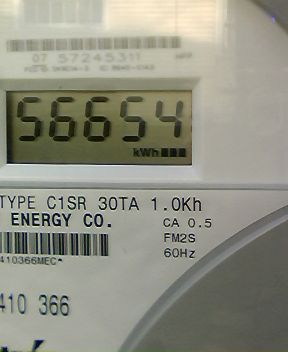 07 57245311
56654
kWh
TYPE C1SR 30TA 1.0Kh
ENERGY CO.
CA 0.5
FM2S
60Hz
410366MEC*
410 366